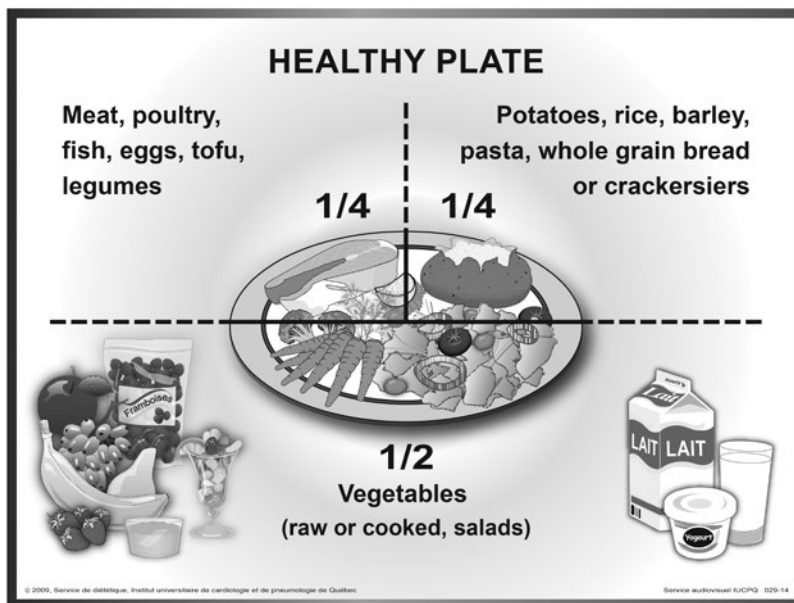 HEALTHY PLATE
Meat, poultry,
fish, eggs, tofu,
legumes
Potatoes, rice, barley,
pasta, whole grain bread
or crackersiers
1/4
1/4
Framboises
1/2
Vegetables
(raw or cooked, salads)
Lait
LAIT
LAIT
Yogourt
© 2009, Service de diététique, Institut universitaire de cardiologie et de pneumologie de Québec
Service audiovisuel IUCPQ 029-14